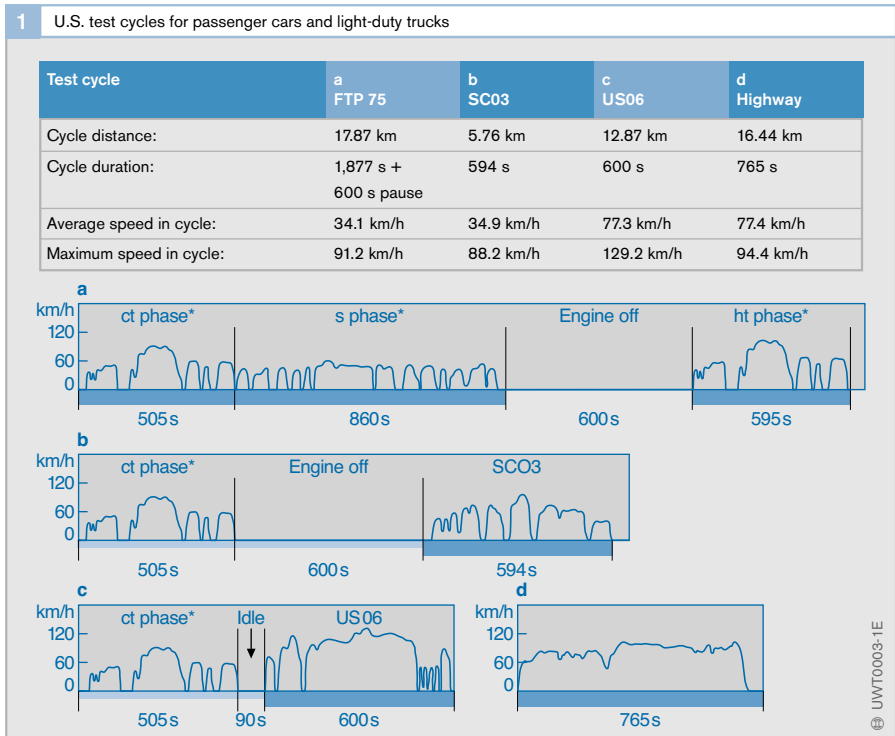 1 U.S. test cycles for passenger cars and light-duty trucks
Test cycle a b c d
FTP 75 SC03 US06 Highway
Cycle distance: 17.87 km 5.76 km 12.87 km 16.44 km
Cycle duration: 1,877 s + 594 s 600 s 765 s
600 s pause
Average speed in cycle: 34.1 km/h 34.9 km/h 77.3 km/h 77.4 km/h
Maximum speed in cycle: 91.2 km/h 88.2 km/h 129.2 km/h 94.4 km/h
a
km/h ct phase* s phase* Engine off ht phase*
120
60
0
505 s 860 s 600 s 595 s
b
km/h ct phase* Engine off SCO3
120
60
0
505 s 600 s 594 s
c
km/h ct phase* Idle US06
120
60
0
505 s 90 s 600 s
d
km/h
120
60
0
765 s
UWT0003-1E